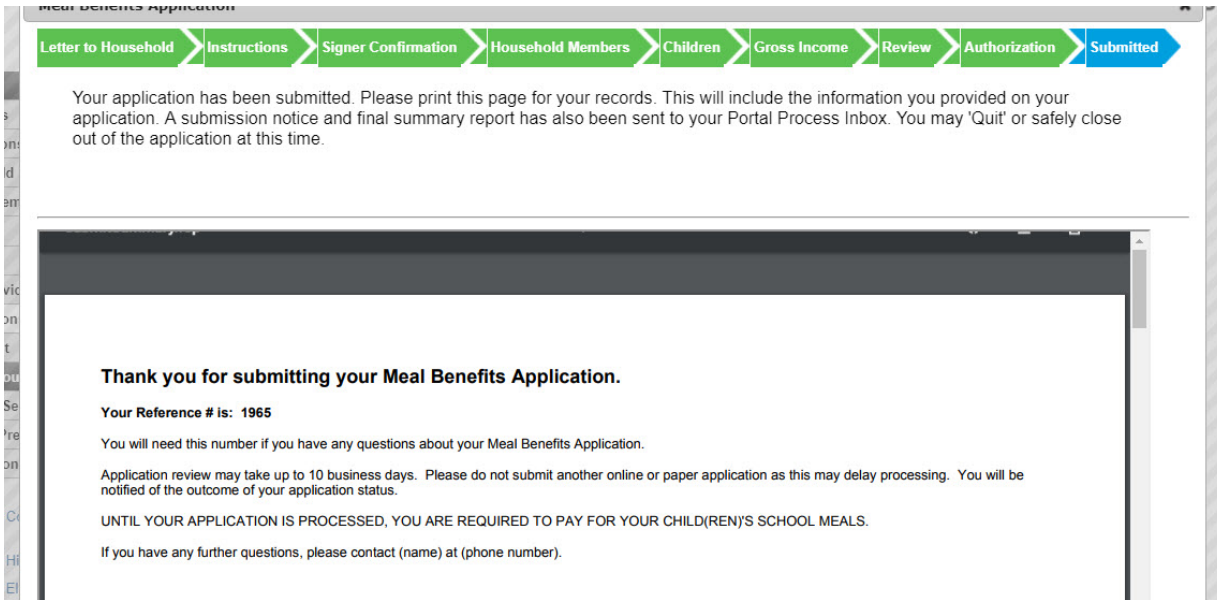 Meal Benefits Application
Letter to Household Instructions Signer Confirmation Household Members Children Gross Income Review Authorization Submitted
Your application has been submitted. Please print this page for your records. This will include the information you provided on your
application. A submission notice and final summary report has also been sent to your Portal Process Inbox. You may 'Quit' or safely close
out of the application at this time.
Thank you for submitting your Meal Benefits Application.
Your Reference # is: 1965
You will need this number if you have any questions about your Meal Benefits Application.
Application review may take up to 10 business days. Please do not submit another online or paper application as this may delay processing. You will be
notified of the outcome of your application status.
UNTIL YOUR APPLICATION IS PROCESSED, YOU ARE REQUIRED TO PAY FOR YOUR CHILD(REN)'S SCHOOL MEALS.
If you have any further questions, please contact (name) at (phone number).